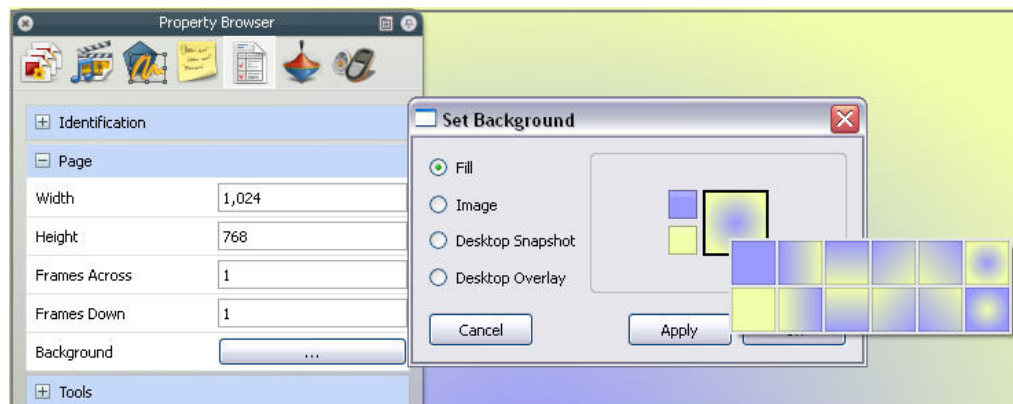 Property Browser
Identification
Page
Width 1,024
Height 768
Frames Across 1
Frames Down 1
Background ...
Tools
Set Background
Fill
Image
Desktop Snapshot
Desktop Overlay
Cancel Apply